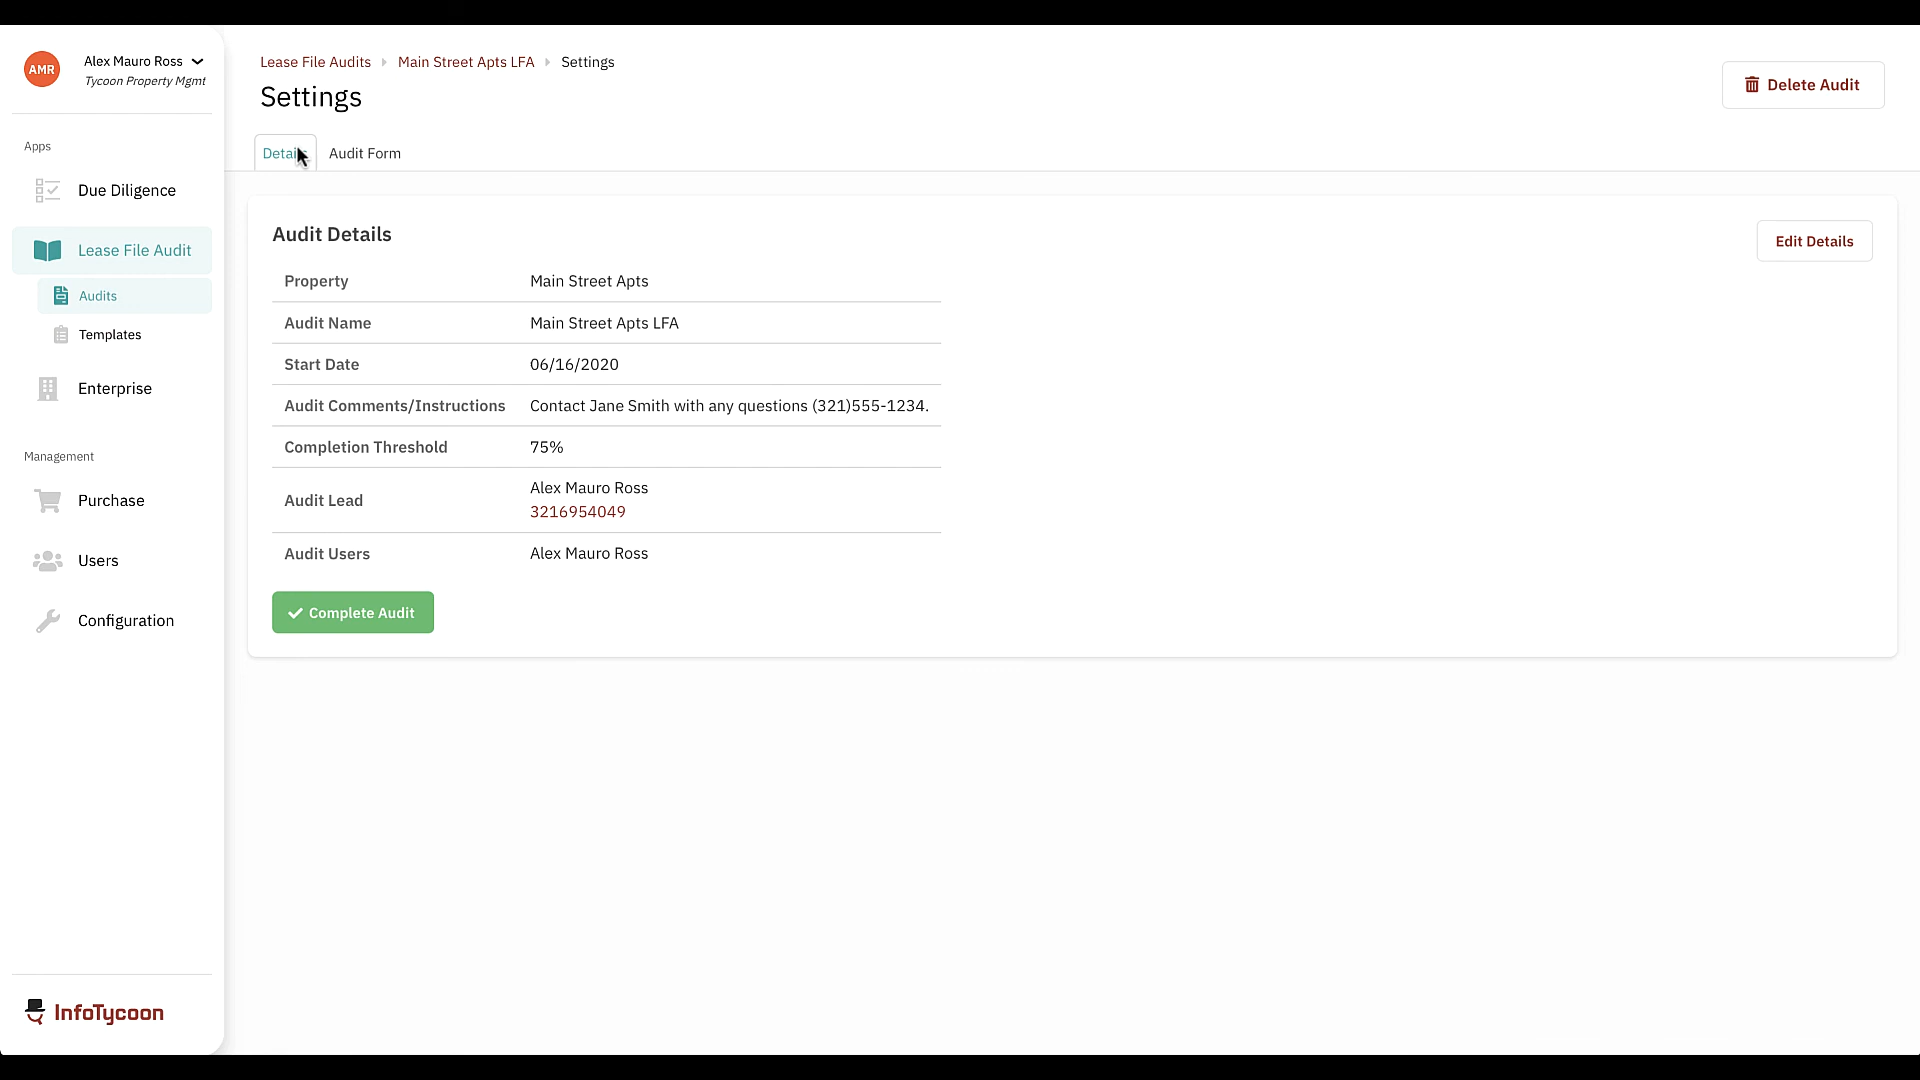 AMR
Alex Mauro Ross
Tycoon Property Mgmt
Apps
Due Diligence
Lease File Audit
Audits
Templates
Enterprise
Management
Purchase
Users
Configuration
InfoTycoon
Lease File Audits Main Street Apts LFA Settings
Settings
Delete Audit
Audit Form
Audit Details
Edit Details
Property Main Street Apts
Audit Name Main Street Apts LFA
Start Date 06/16/2020
Audit Comments/Instructions Contact Jane Smith with any questions (321)555-1234.
Completion Threshold 75%
Audit Lead Alex Mauro Ross
3216954049
Audit Users Alex Mauro Ross
Complete Audit